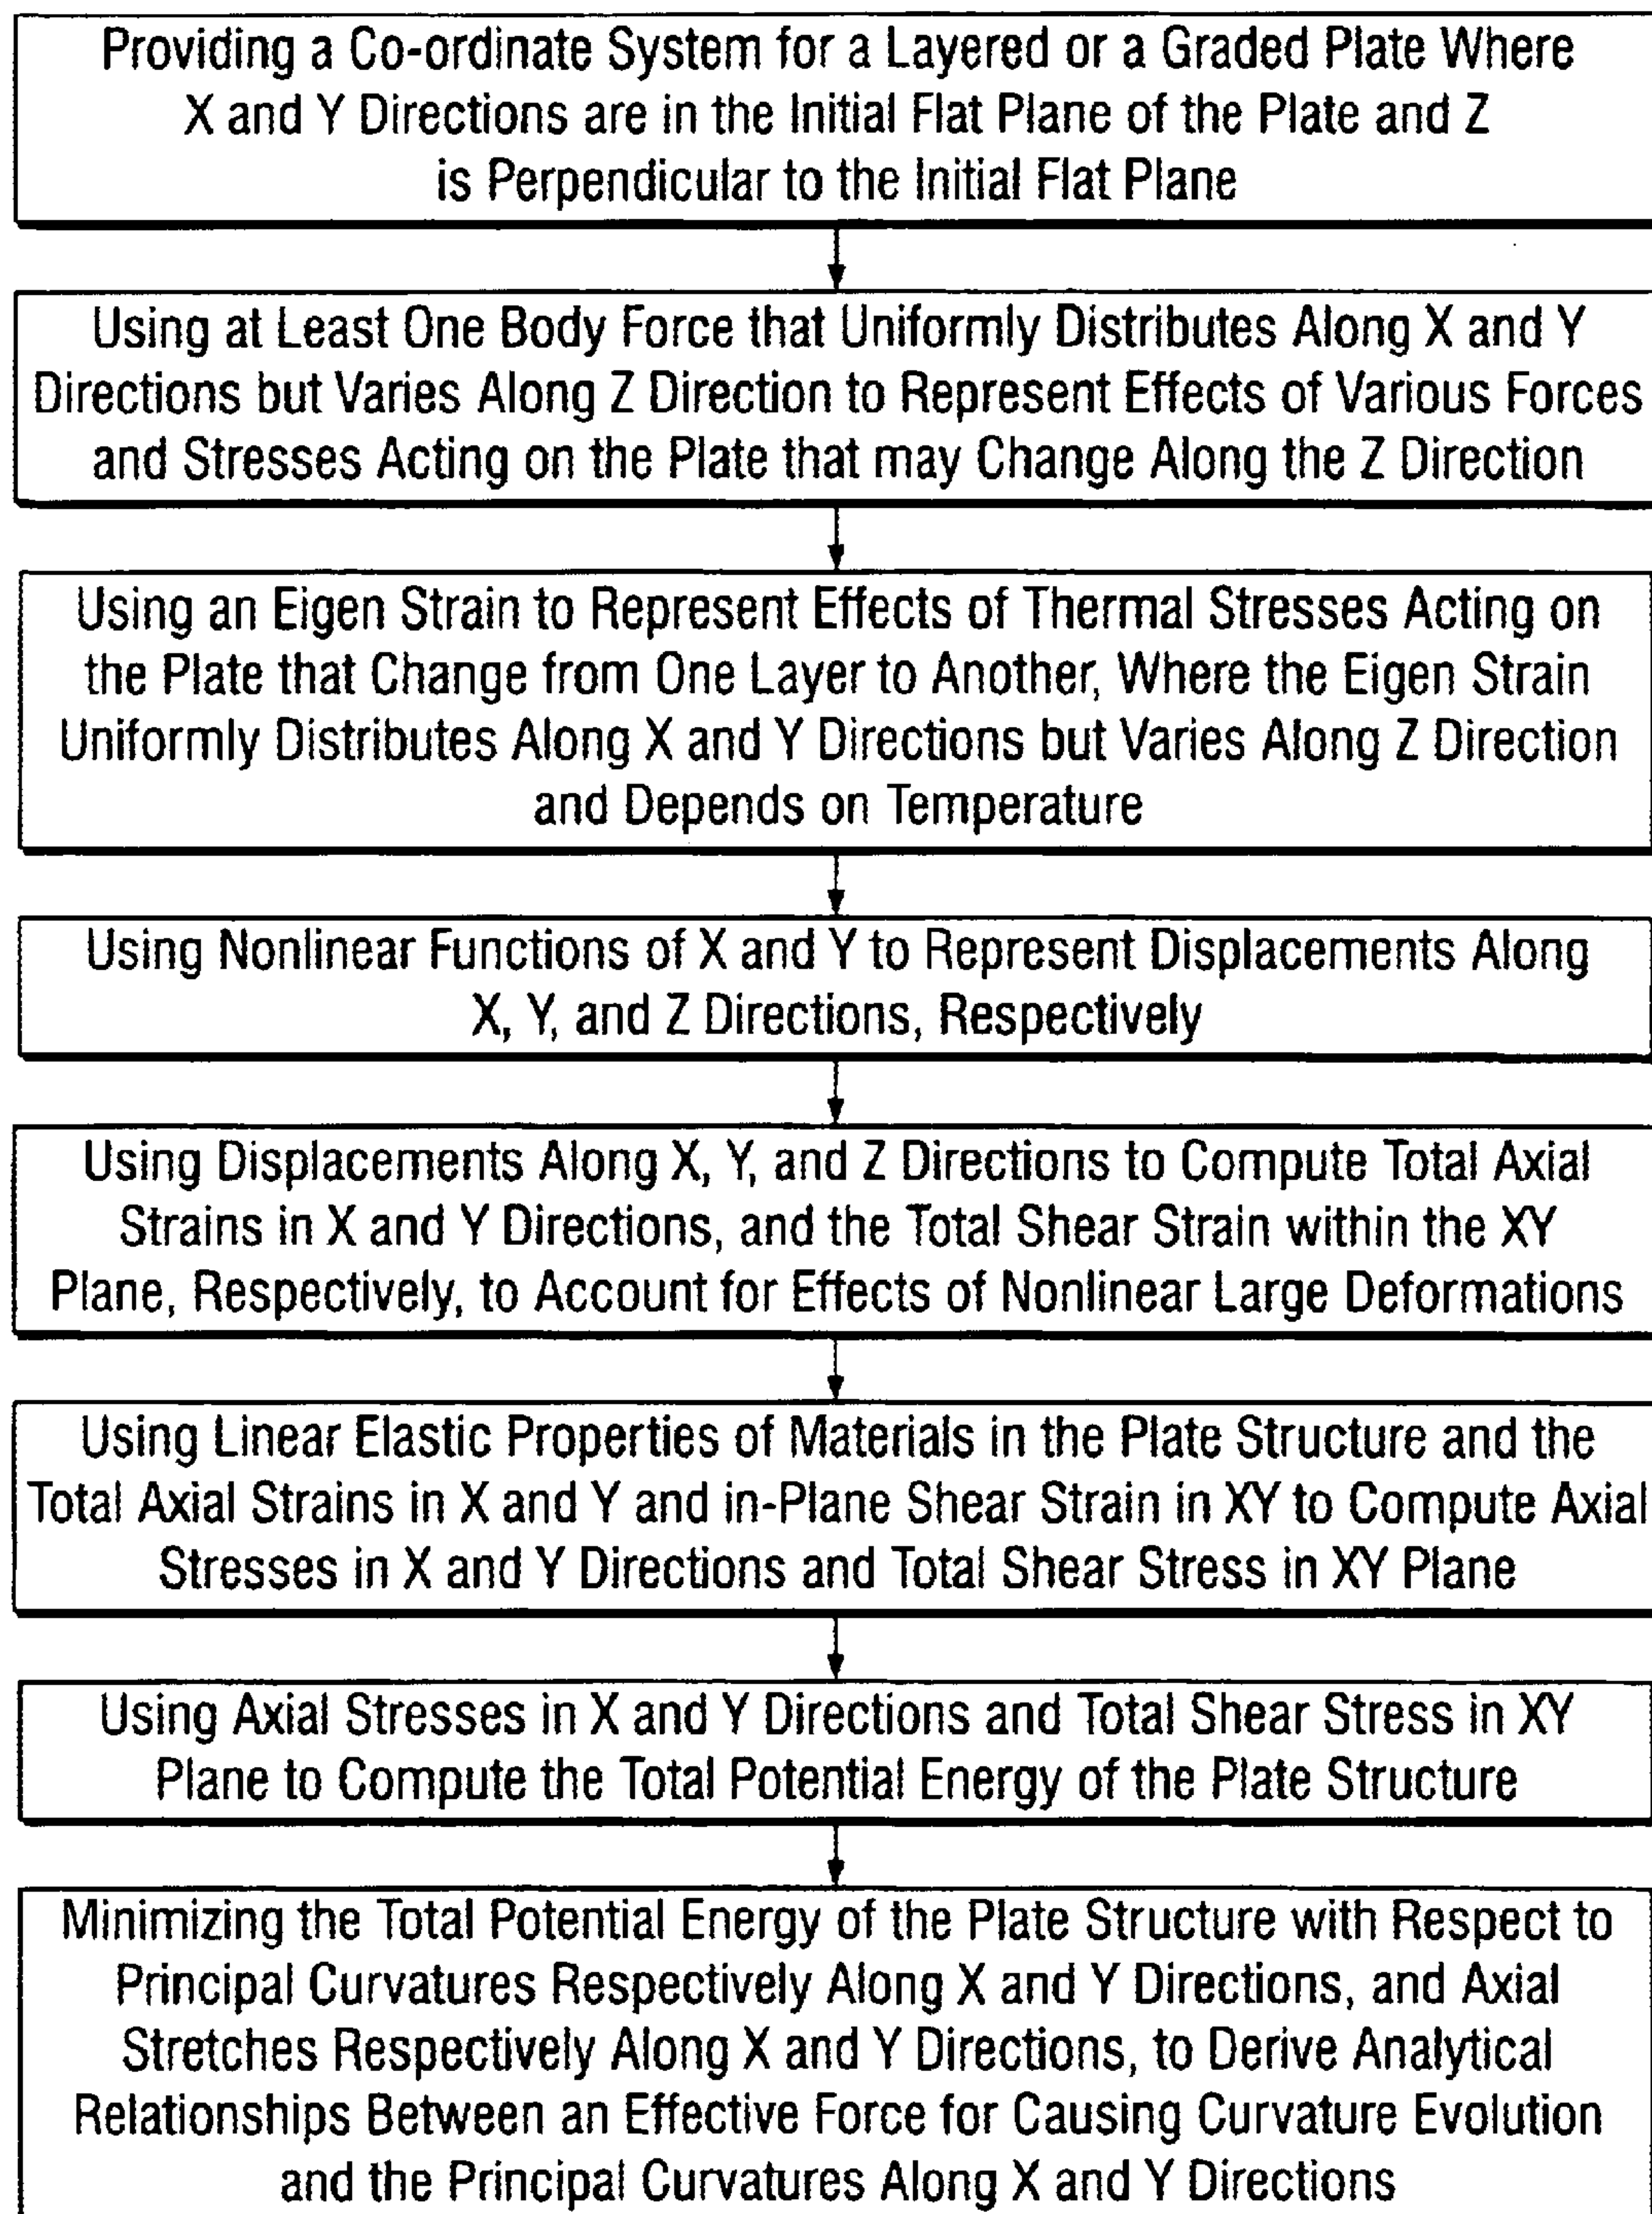 Providing a Co-ordinate System for a Layered or a Graded Plate Where
X and Y Directions are in the Initial Flat Plane of the Plate and Z
is Perpendicular to the Initial Flat Plane
Using at Least One Body Force that Uniformly Distributes Along X and Y
Directions but Varies Along Z Direction to Represent Effects of Various Forces
and Stresses Acting on the Plate that may Change Along the Z Direction
Using an Eigen Strain to Represent Effects of Thermal Stresses Acting on
the Plate that Change from One Layer to Another, Where the Eigen Strain
Uniformly Distributes Along X and Y Directions but Varies Along Z Direction
and Depends on Temperature
Using Nonlinear Functions of X and Y to Represent Displacements Along
X, Y, and Z Directions, Respectively
Using Displacements Along X, Y, and Z Directions to Compute Total Axial
Strains in X and Y Directions, and the Total Shear Strain within the XY
Plane, Respectively, to Account for Effects of Nonlinear Large Deformations
Using Linear Elastic Properties of Materials in the Plate Structure and the
Total Axial Strains in X and Y and in-Plane Shear Strain in XY to Compute Axial
Stresses in X and Y Directions and Total Shear Stress in XY Plane
Using Axial Stresses in X and Y Directions and Total Shear Stress in XY
Plane to Compute the Total Potential Energy of the Plate Structure
Minimizing the Total Potential Energy of the Plate Structure with Respect to
Principal Curvatures Respectively Along X and Y Directions, and Axial
Stretches Respectively Along X and Y Directions, to Derive Analytical
Relationships Between an Effective Force for Causing Curvature Evolution
and the Principal Curvatures Along X and Y Directions